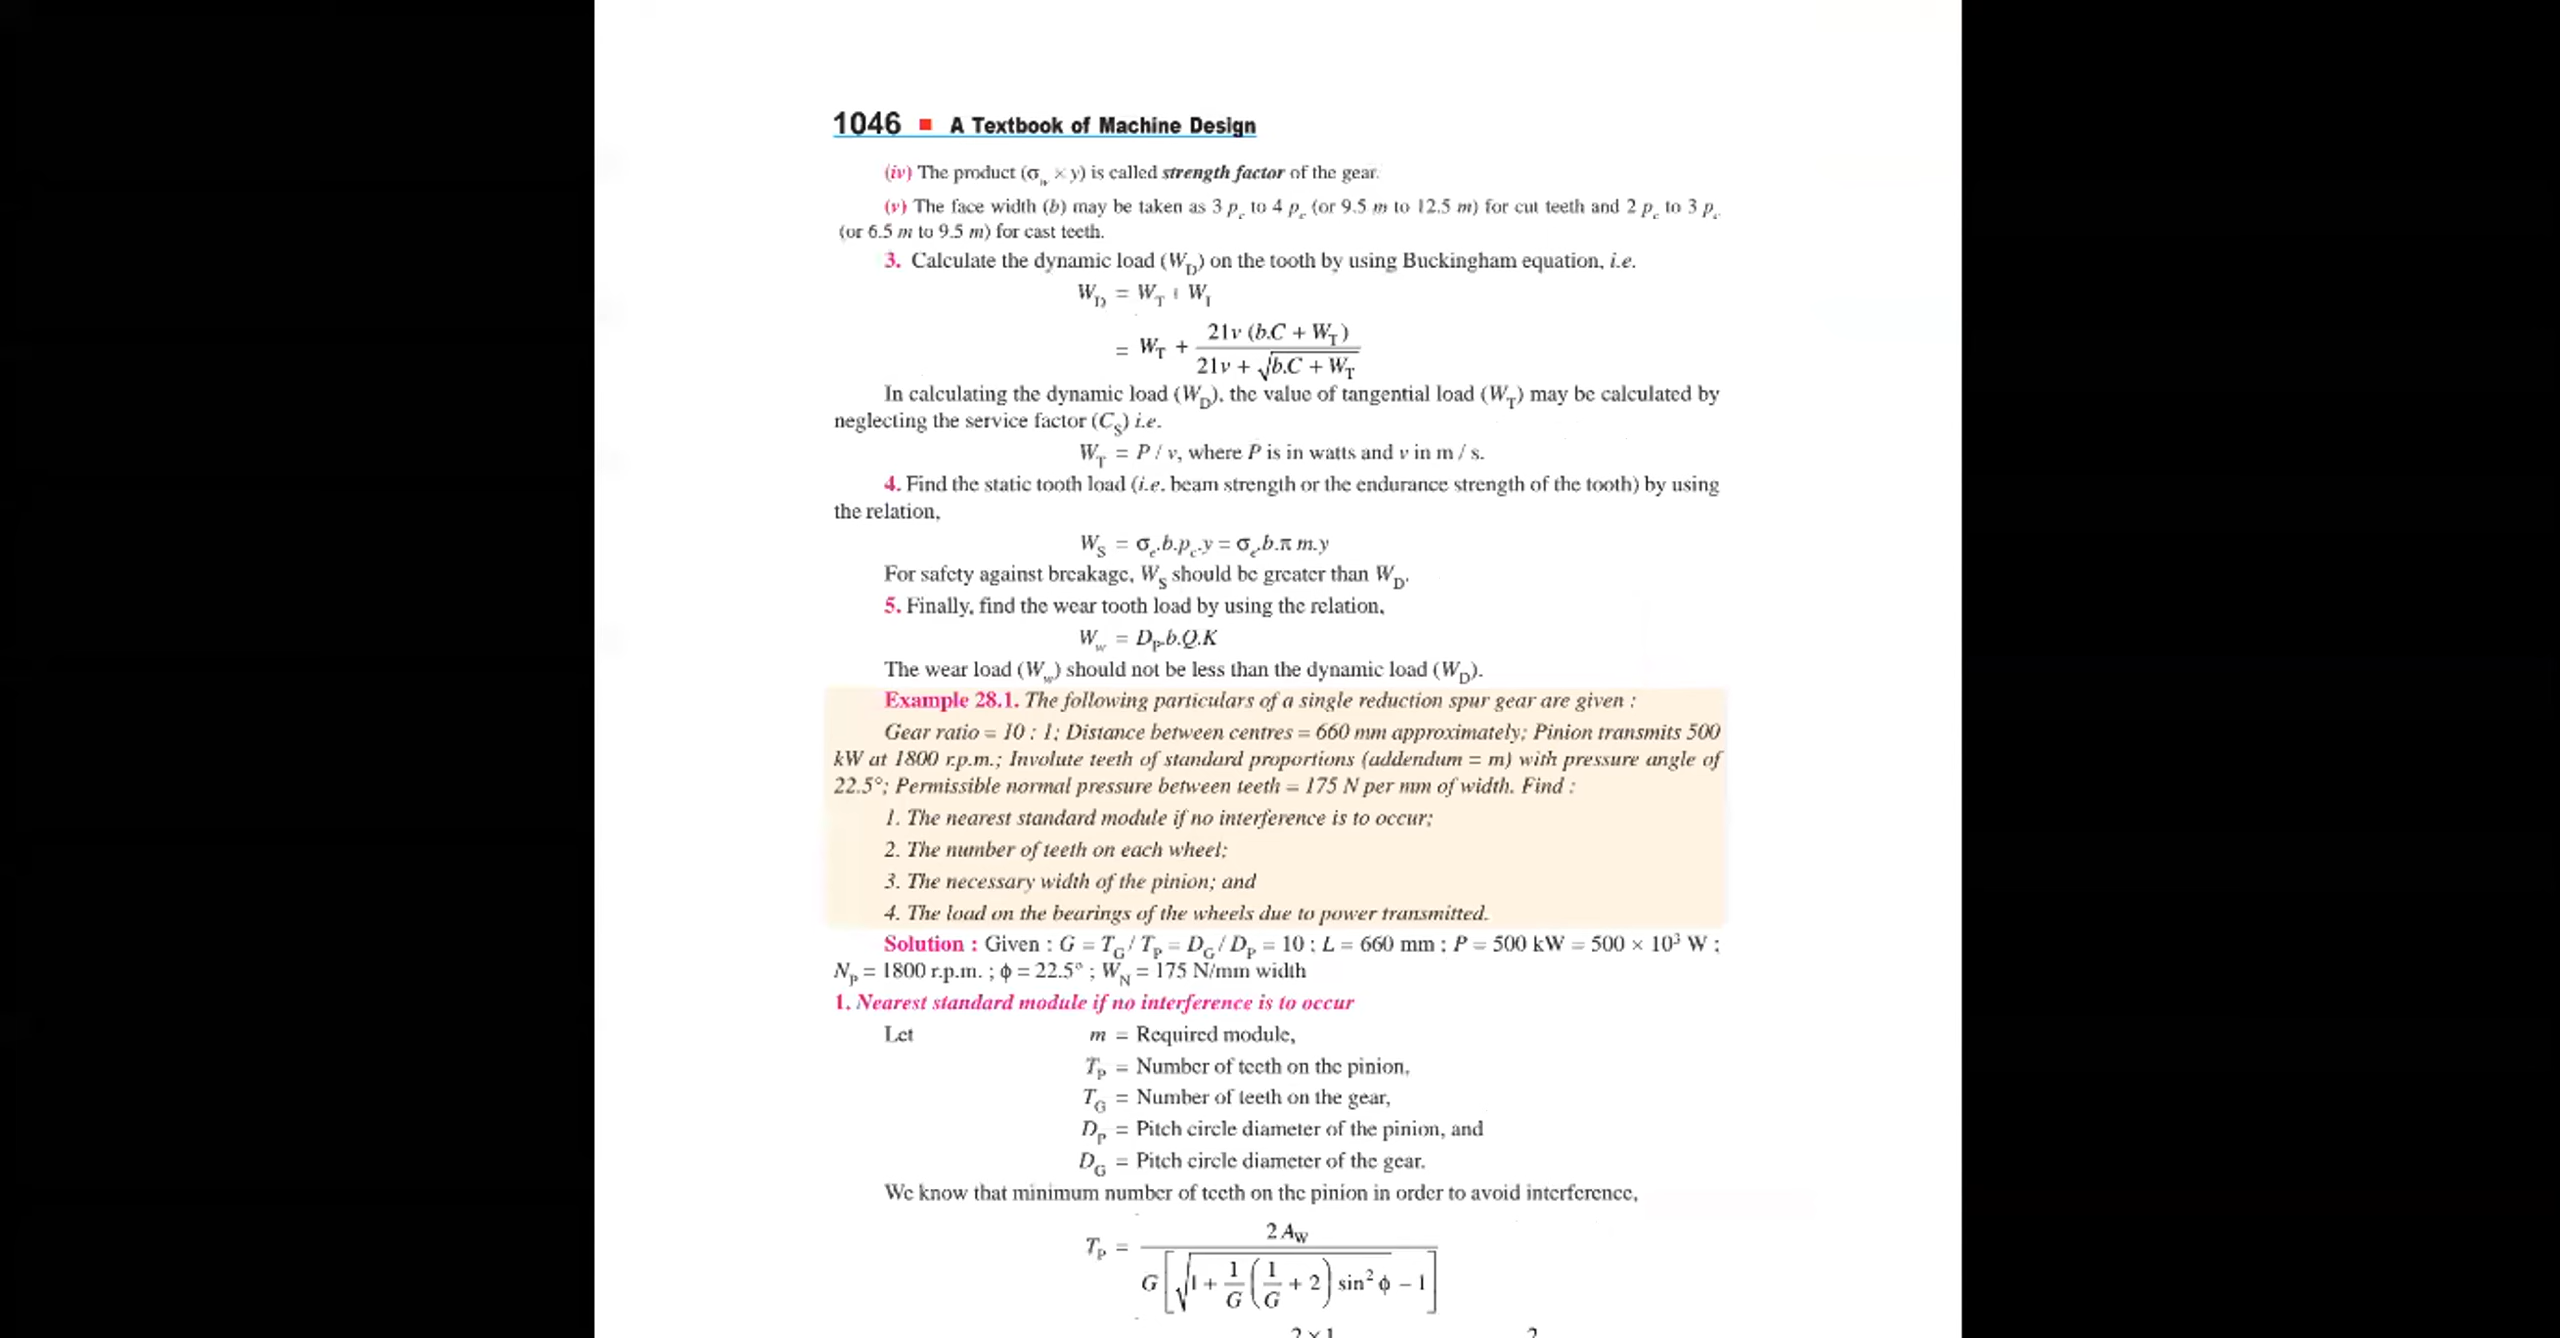 1046 ■ A Textbook of Machine Design
(iv) The product (σw × y) is called strength factor of the gear.
(v) The face width (b) may be taken as 3 pc to 4 pc (or 9.5 m to 12.5 m) for cut teeth and 2 pc to 3 pc
(or 6.5 m to 9.5 m) for cast teeth.
3. Calculate the dynamic load (WD) on the tooth by using Buckingham equation, i.e.
WD = WT + WI
= WT + 21v (b.C + WT) / 21v + √b.C + WT
In calculating the dynamic load (WD), the value of tangential load (WT) may be calculated by
neglecting the service factor (CS) i.e.
WT = P / v, where P is in watts and v in m / s.
4. Find the static tooth load (i.e. beam strength or the endurance strength of the tooth) by using
the relation,
WS = σe.b.pc.y = σe.b.π m.y
For safety against breakage, WS should be greater than WD.
5. Finally, find the wear tooth load by using the relation,
Ww = DP.b.Q.K
The wear load (Ww) should not be less than the dynamic load (WD).
Example 28.1. The following particulars of a single reduction spur gear are given :
Gear ratio = 10 : 1; Distance between centres = 660 mm approximately; Pinion transmits 500
kW at 1800 r.p.m.; Involute teeth of standard proportions (addendum = m) with pressure angle of
22.5°; Permissible normal pressure between teeth = 175 N per mm of width. Find :
1. The nearest standard module if no interference is to occur;
2. The number of teeth on each wheel;
3. The necessary width of the pinion; and
4. The load on the bearings of the wheels due to power transmitted.
Solution : Given : G = TG / TP = DG / DP = 10 ; L = 660 mm ; P = 500 kW = 500 × 10³ W ;
NP = 1800 r.p.m. ; φ = 22.5° ; WN = 175 N/mm width
1. Nearest standard module if no interference is to occur
Let m = Required module,
TP = Number of teeth on the pinion,
TG = Number of teeth on the gear,
DP = Pitch circle diameter of the pinion, and
DG = Pitch circle diameter of the gear.
We know that minimum number of teeth on the pinion in order to avoid interference,
TP = 2 AW / G [√1 + 1/G (1/G + 2) sin² φ – 1]